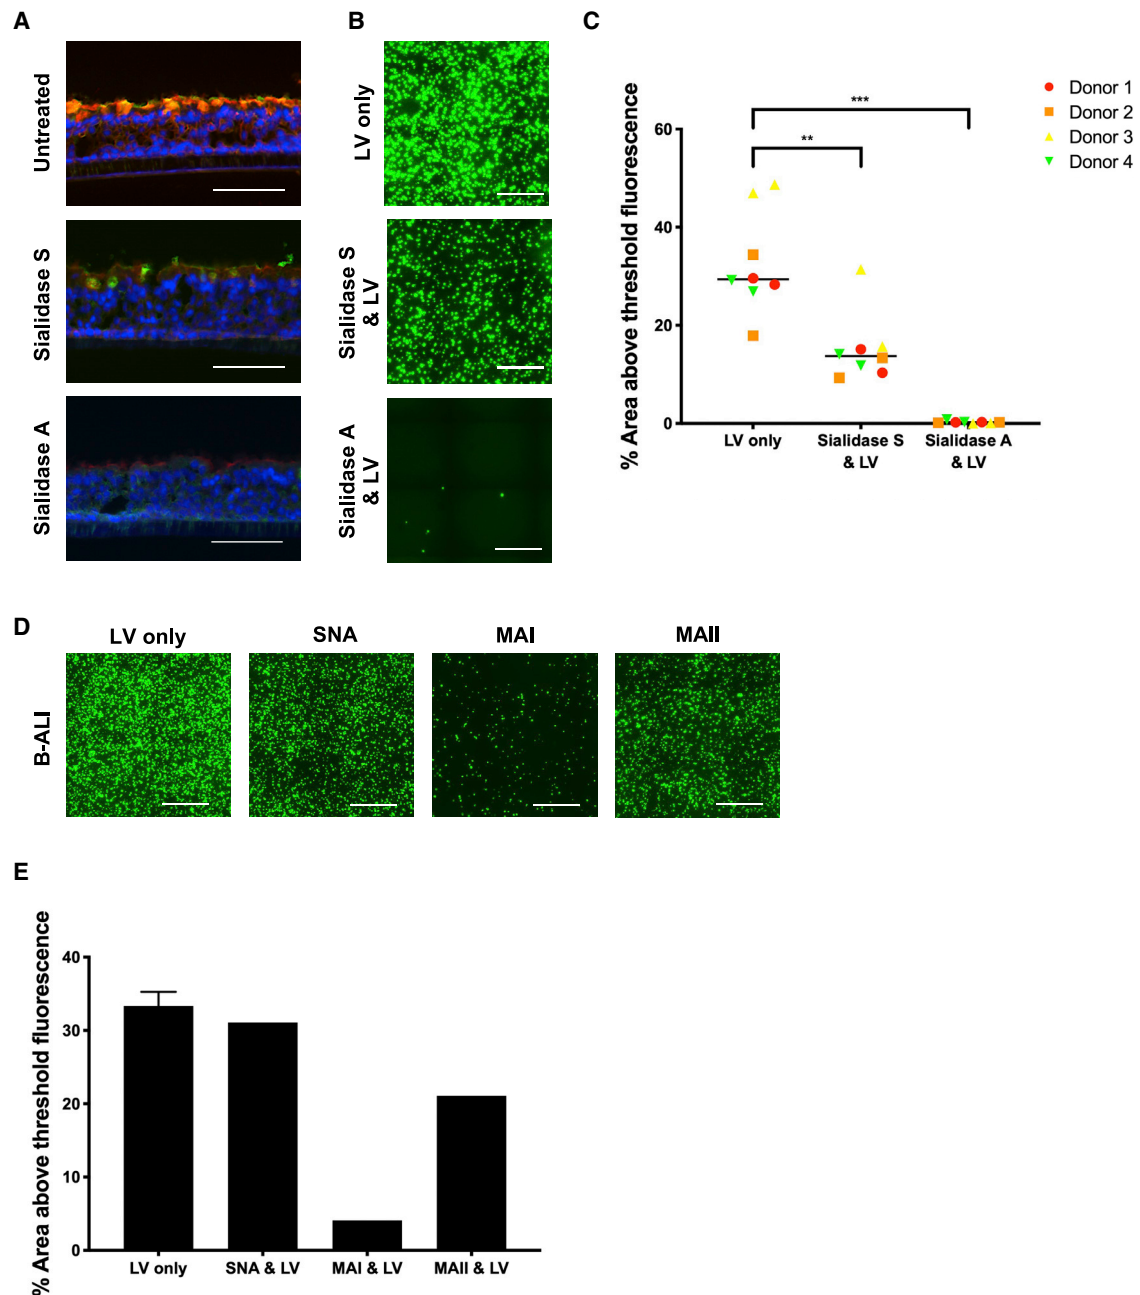 A
B
C
Untreated
Sialidase S
Sialidase A
LV only
Sialidase S
& LV
Sialidase A
& LV
% Area above threshold fluorescence
60
40
20
0
***
**
LV only
Sialidase S
& LV
Sialidase A
& LV
Donor 1
Donor 2
Donor 3
Donor 4
D
LV only
SNA
MAI
MAII
B-ALI
E
% Area above threshold fluorescence
40
30
20
10
0
LV only
SNA & LV
MAI & LV
MAII & LV